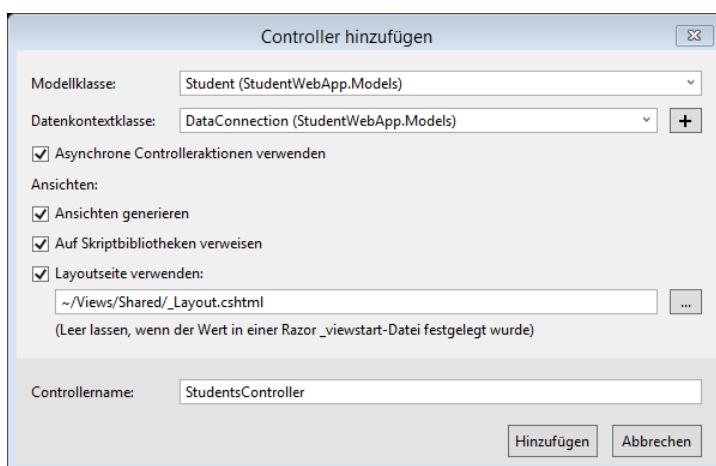 Controller hinzufügen
Modellklasse: Student (StudentWebApp.Models)
Datenkontextklasse: DataConnection (StudentWebApp.Models) +
Asynchrone Controlleraktionen verwenden
Ansichten:
Ansichten generieren
Auf Skriptbibliotheken verweisen
Layoutseite verwenden:
~/Views/Shared/_Layout.cshtml ...
(Leer lassen, wenn der Wert in einer Razor _viewstart-Datei festgelegt wurde)
Controllername: StudentsController
Hinzufügen Abbrechen